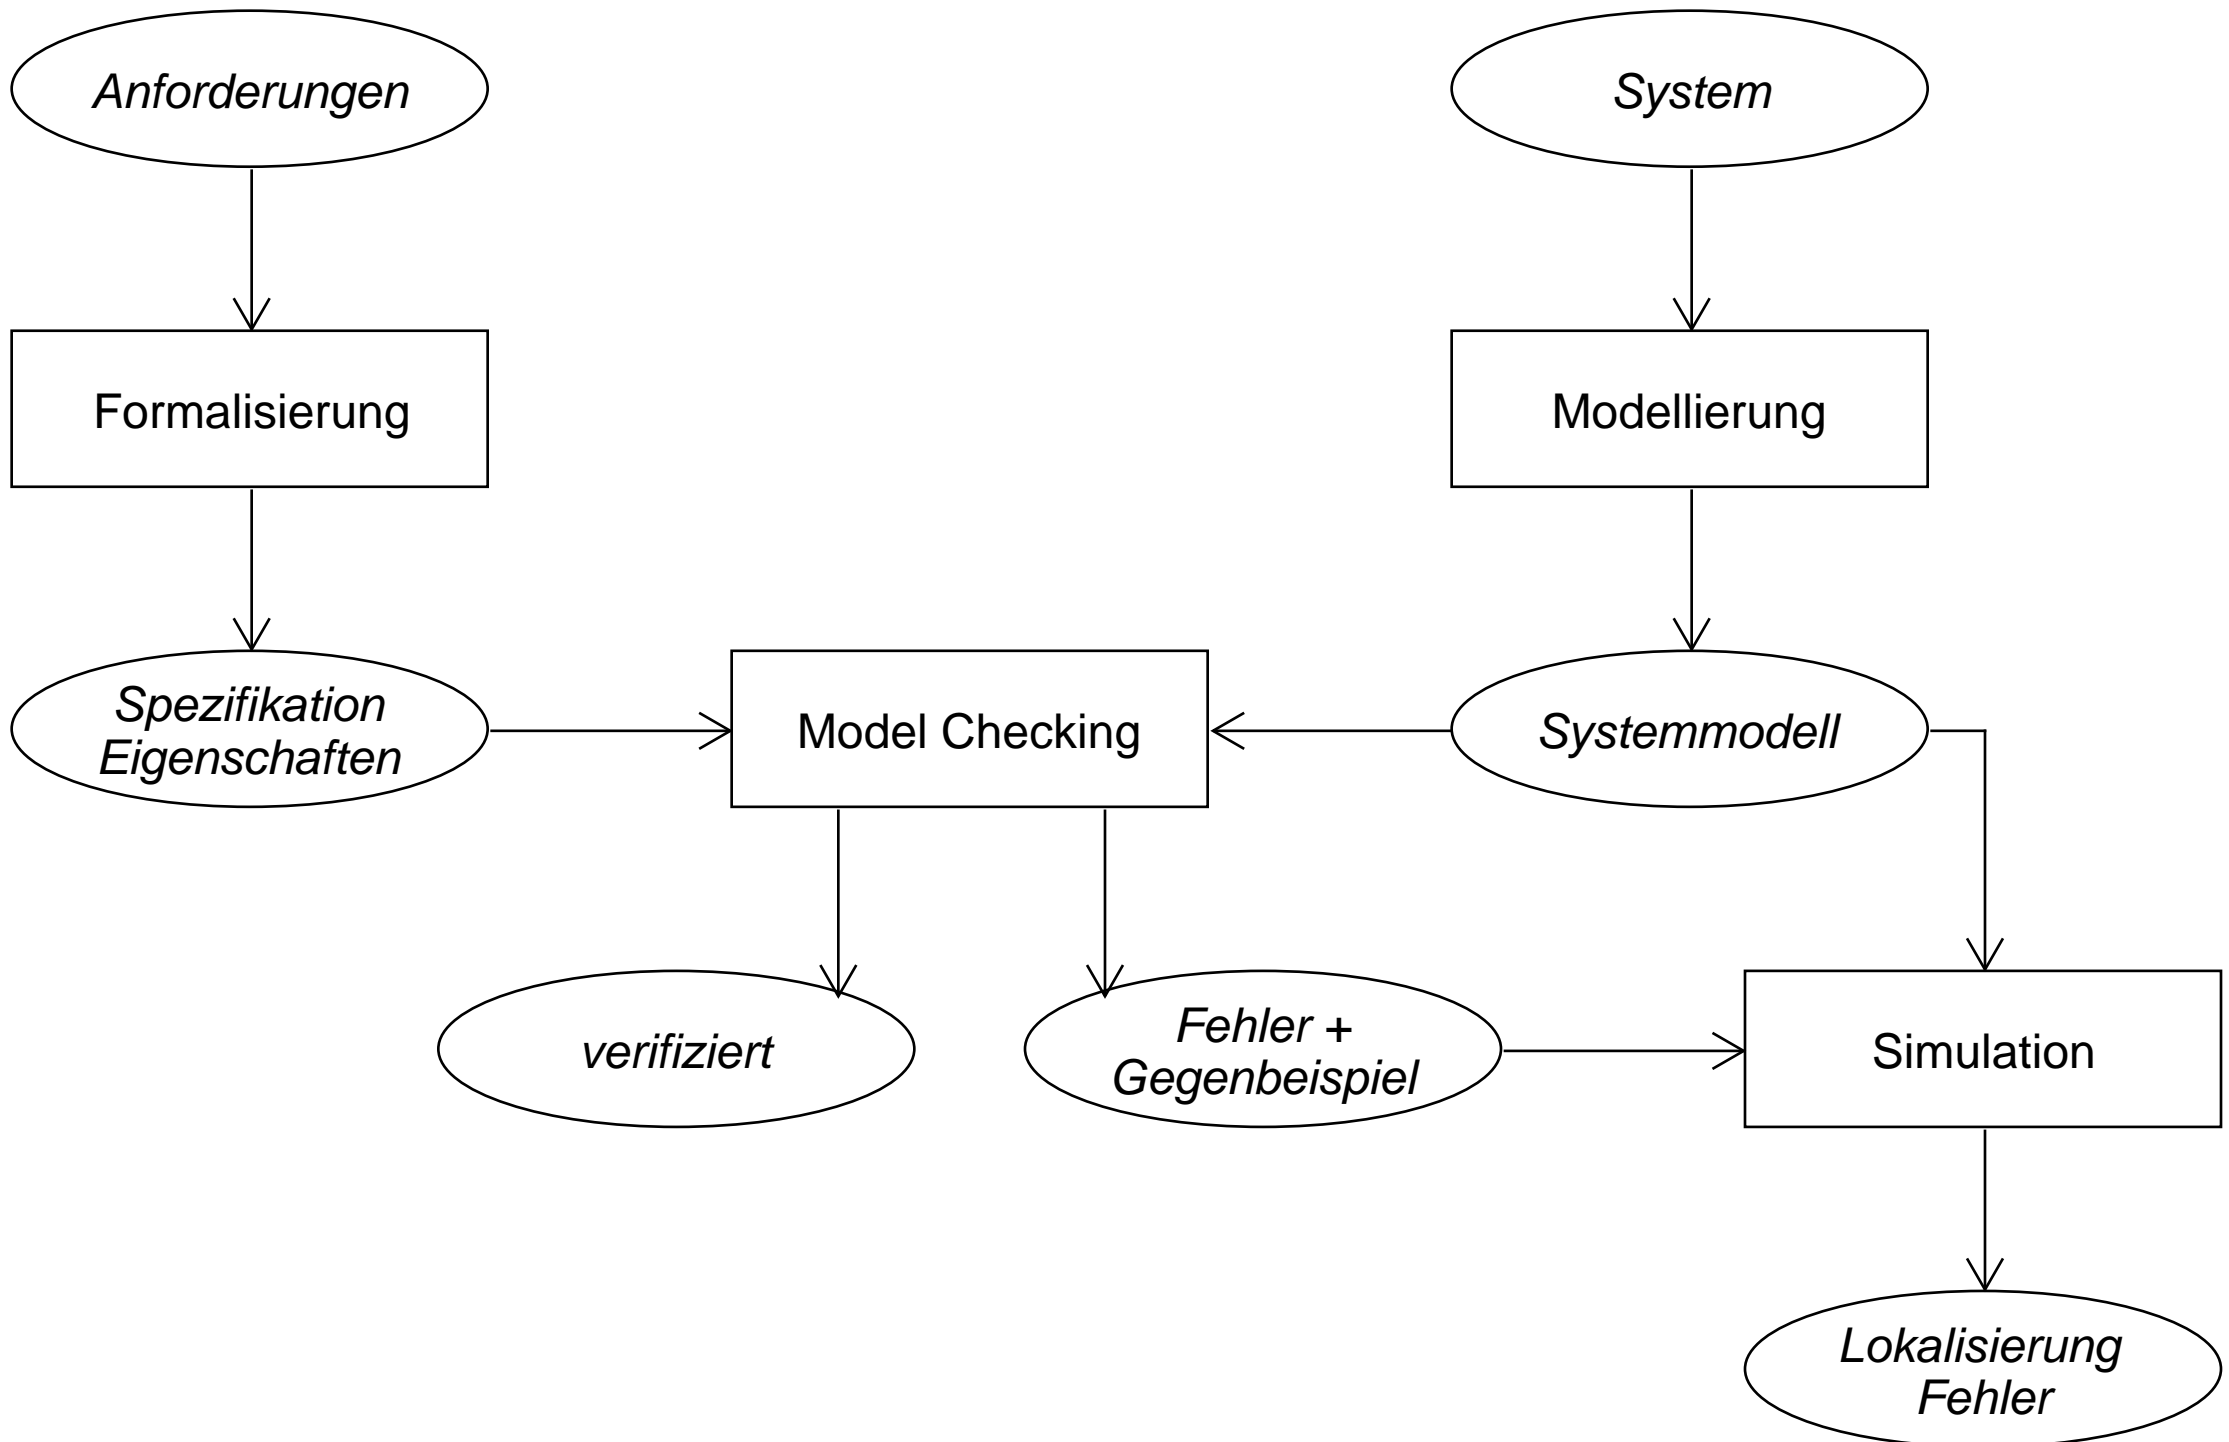 Anforderungen
System
Formalisierung
Modellierung
Spezifikation
Eigenschaften
Model Checking
Systemmodell
verifiziert
Fehler +
Gegenbeispiel
Simulation
Lokalisierung
Fehler